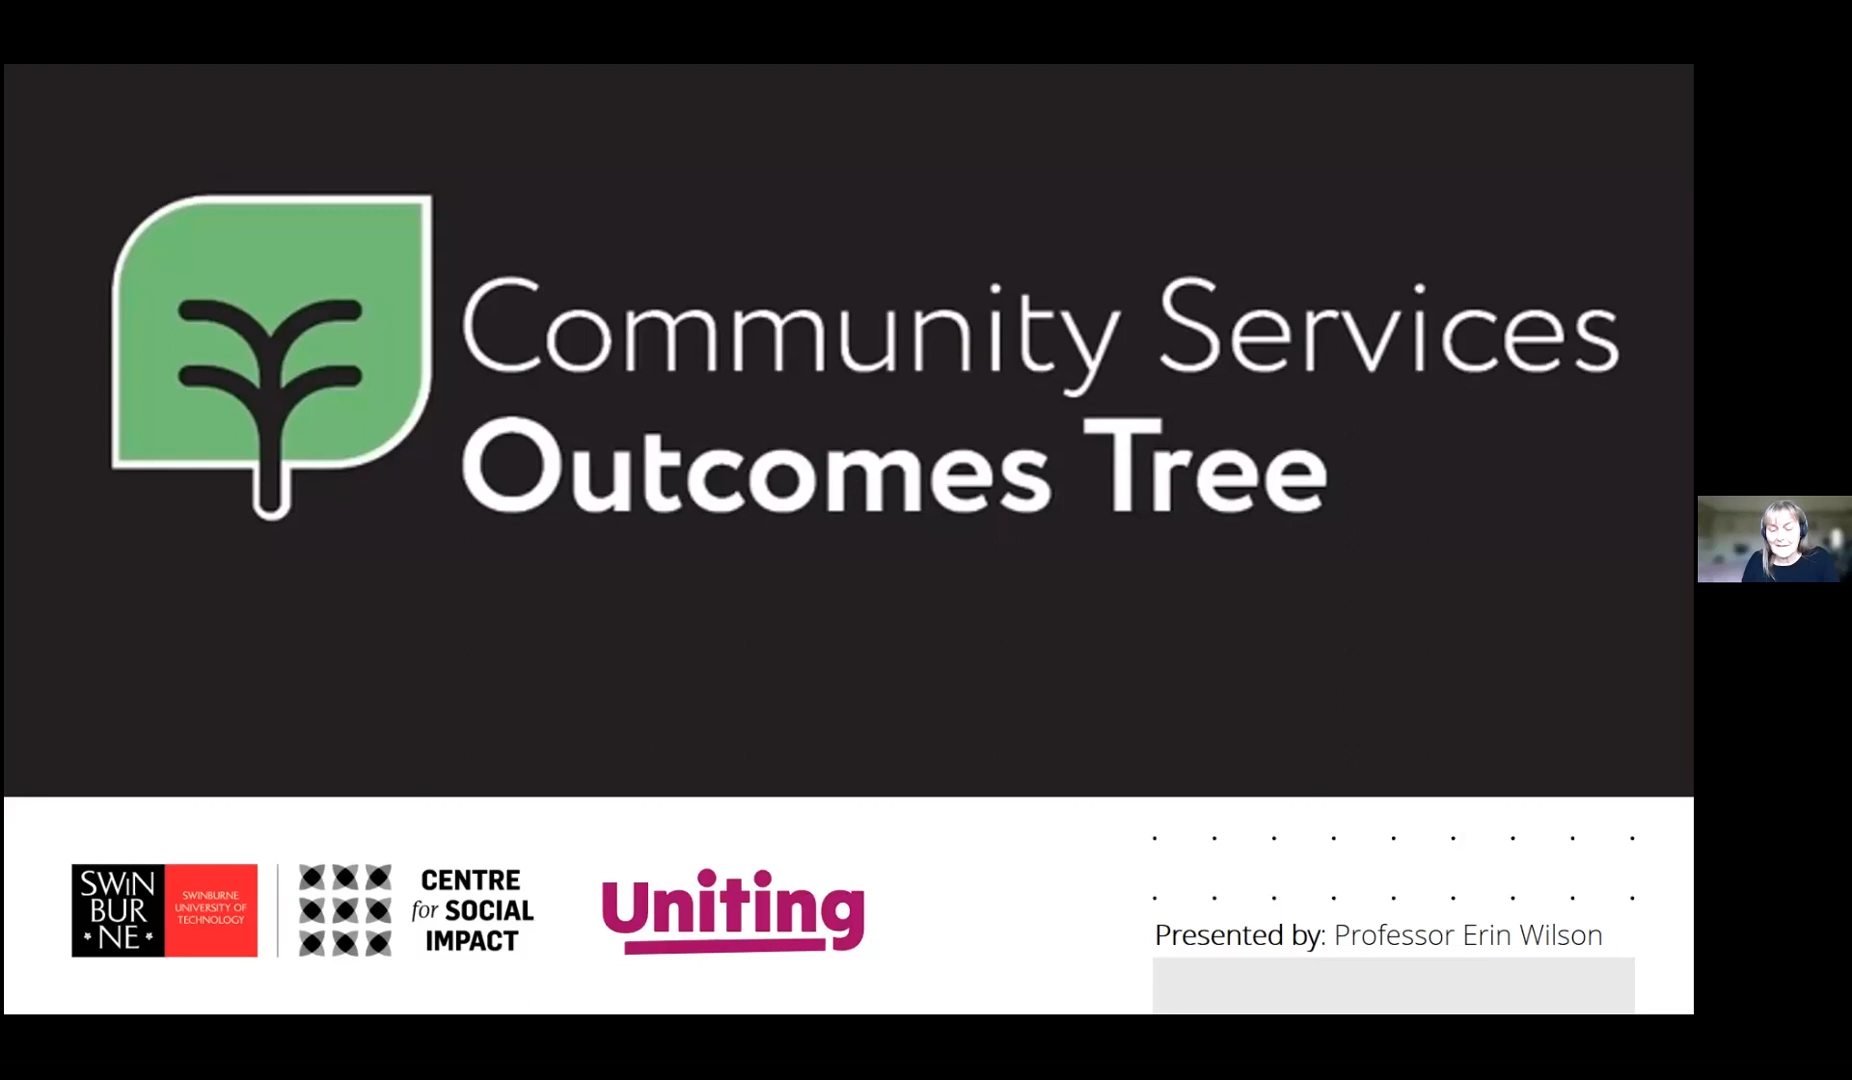 Community Services
Outcomes Tree
SWIN
BUR
NE
SWINBURNE
UNIVERSITY OF
TECHNOLOGY
CENTRE
for SOCIAL
IMPACT
Uniting
Presented by: Professor Erin Wilson